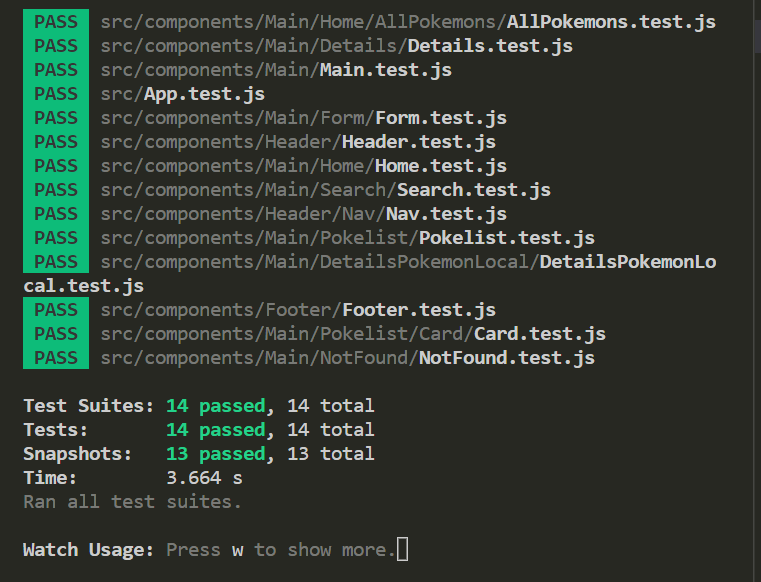 PASS src/components/Main/Home/AllPokemons/AllPokemons.test.js
PASS src/components/Main/Details/Details.test.js
PASS src/components/Main/Main.test.js
PASS src/App.test.js
PASS src/components/Main/Form/Form.test.js
PASS src/components/Header/Header.test.js
PASS src/components/Main/Home/Home.test.js
PASS src/components/Main/Search/Search.test.js
PASS src/components/Header/Nav/Nav.test.js
PASS src/components/Main/Pokelist/Pokelist.test.js
PASS src/components/Main/DetailsPokemonLocal/DetailsPokemonLo
cal.test.js
PASS src/components/Footer/Footer.test.js
PASS src/components/Main/Pokelist/Card/Card.test.js
PASS src/components/Main/NotFound/NotFound.test.js
Test Suites: 14 passed, 14 total
Tests: 14 passed, 14 total
Snapshots: 13 passed, 13 total
Time: 3.664 s
Ran all test suites.
Watch Usage: Press w to show more.